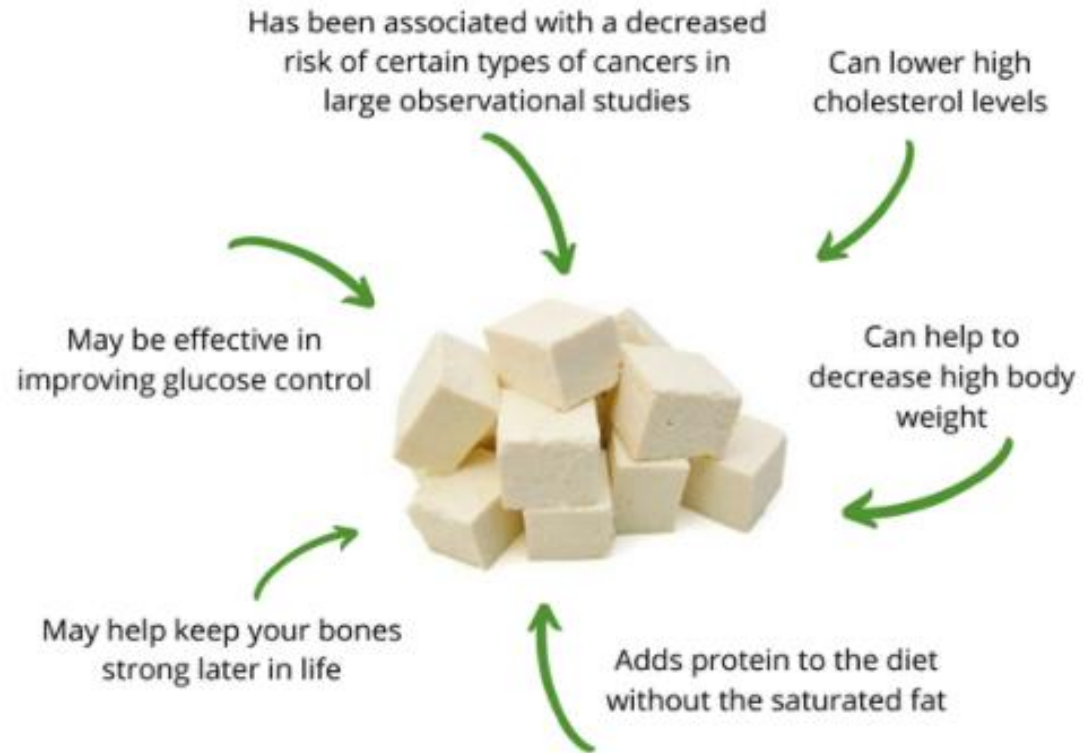 Has been associated with a decreased
risk of certain types of cancers in
large observational studies
Can lower high
cholesterol levels
May be effective in
improving glucose control
Can help to
decrease high body
weight
May help keep your bones
strong later in life
Adds protein to the diet
without the saturated fat